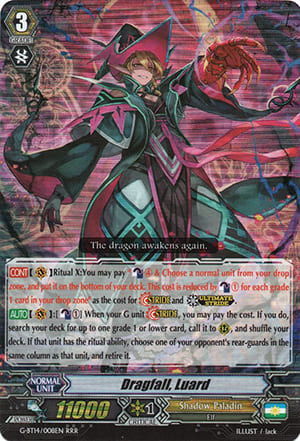 3
GRADE
The dragon awakens again.
CONT Ritual X:You may pay "④ & Choose a normal unit from your drop
zone, and put it on the bottom of your deck. This cost is reduced by ① for each grade
1 card in your drop zone" as the cost for STRIDE and ULTIMATE STRIDE
AUTO 1: [①] When your G unit STRIDE, you may pay the cost. If you do,
search your deck for up to one grade 1 or lower card, call it to , and shuffle your
deck. If that unit has the ritual ability, choose one of your opponent's rear-guards in the
same column as that unit, and retire it.
NORMAL UNIT
Dragfall, Luard
POWER
11000
1
CRITICAL
Shadow Paladin
Elf
G-BT14/008EN RRR
ILLUST / Jack